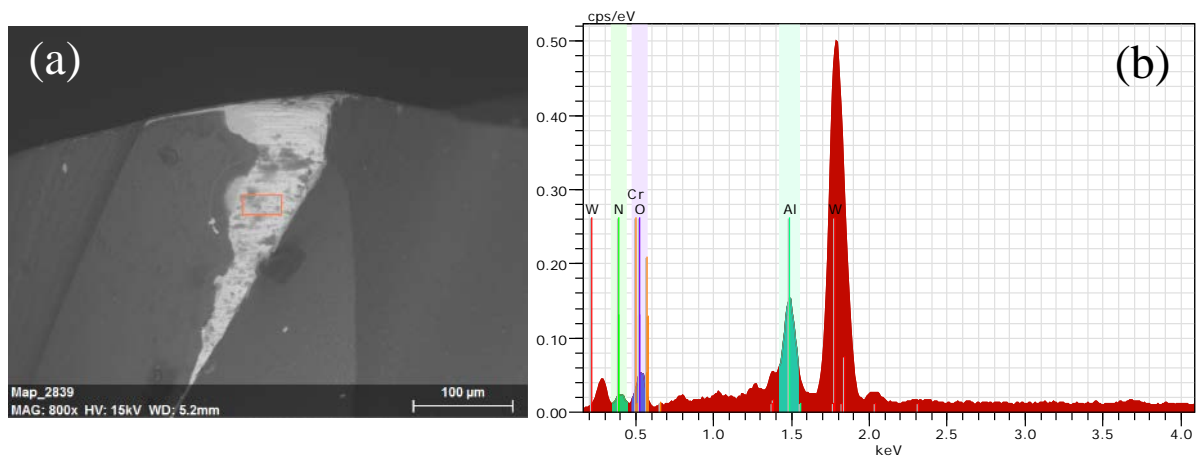 (a)
Map_2839
MAG: 800x HV: 15kV WD: 5.2mm
100 µm
cps/eV
(b)
0.50
0.40
0.30
0.20
0.10
0.00
Cr
W N O Al W
0.5 1.0 1.5 2.0 2.5 3.0 3.5 4.0
keV